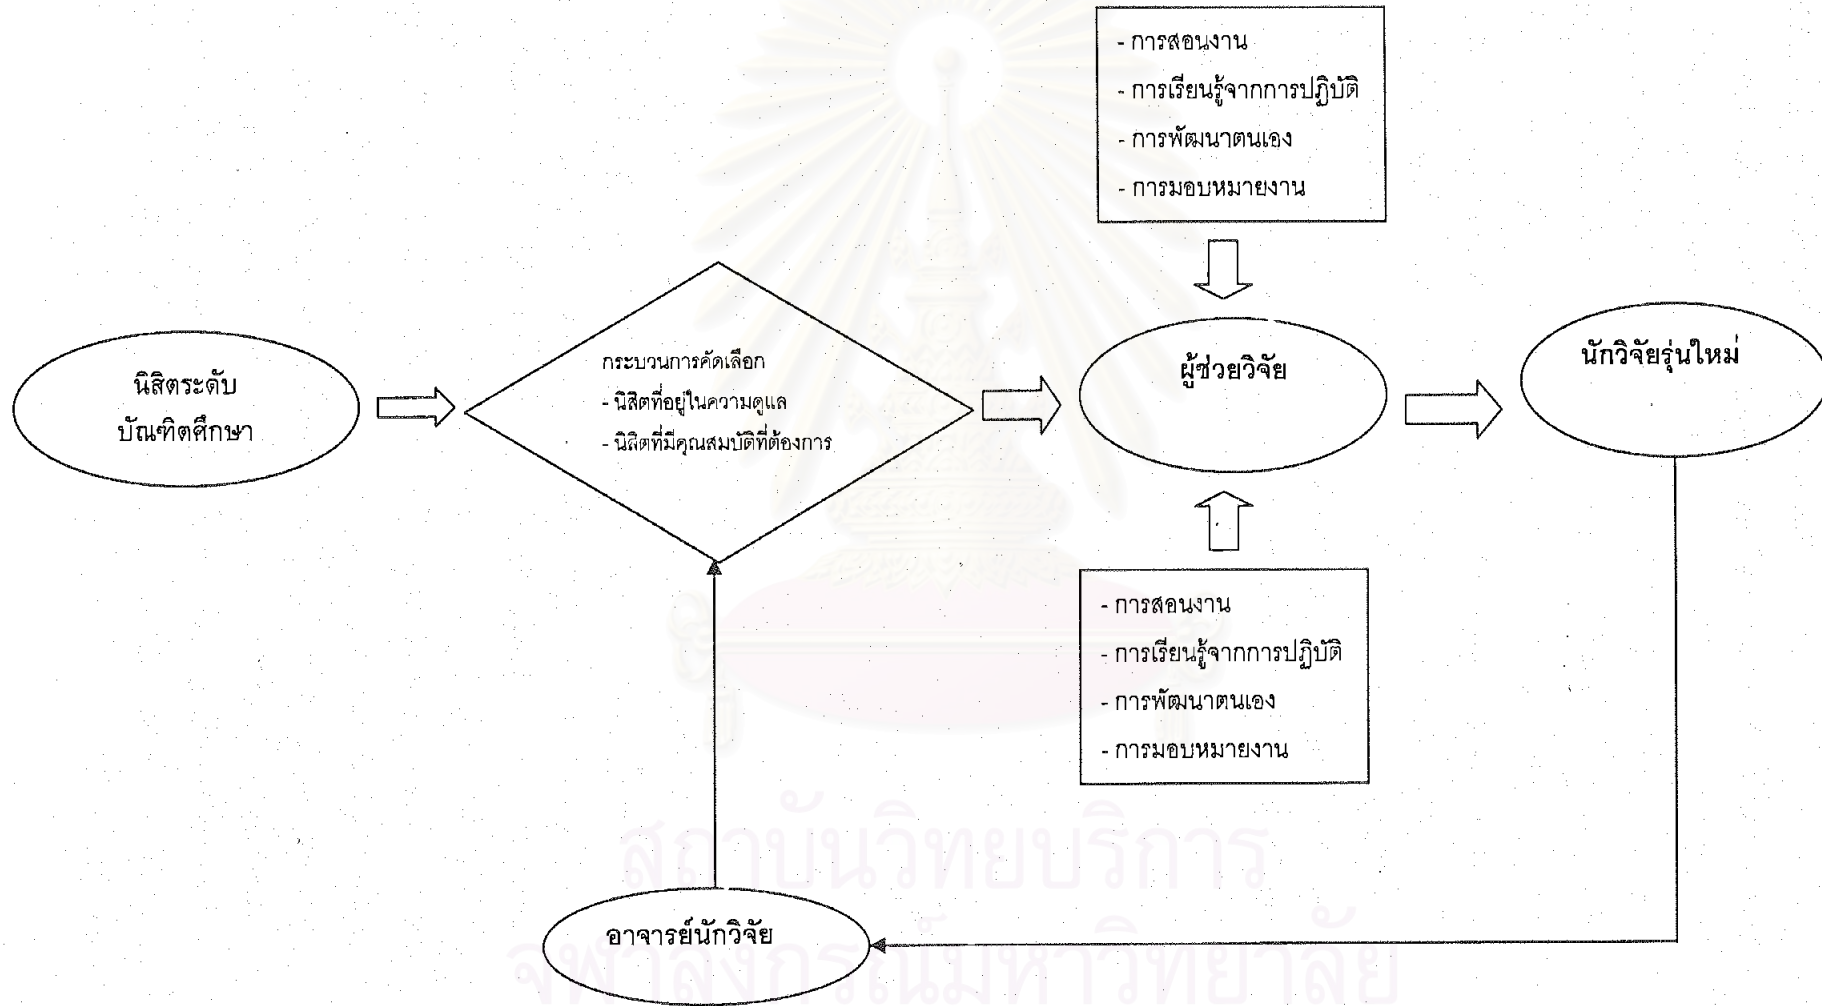 - การสอนงาน
- การเรียนรู้จากการปฏิบัติ
- การพัฒนาตนเอง
- การมอบหมายงาน
นิสิตระดับ
บัณฑิตศึกษา
กระบวนการคัดเลือก
- นิสิตที่อยู่ในความดูแล
- นิสิตที่มีคุณสมบัติที่ต้องการ
ผู้ช่วยวิจัย
นักวิจัยรุ่นใหม่
- การสอนงาน
- การเรียนรู้จากการปฏิบัติ
- การพัฒนาตนเอง
- การมอบหมายงาน
อาจารย์นักวิจัย
สถาบันวิทยบริการ
จุฬาลงกรณ์มหาวิทยาลัย